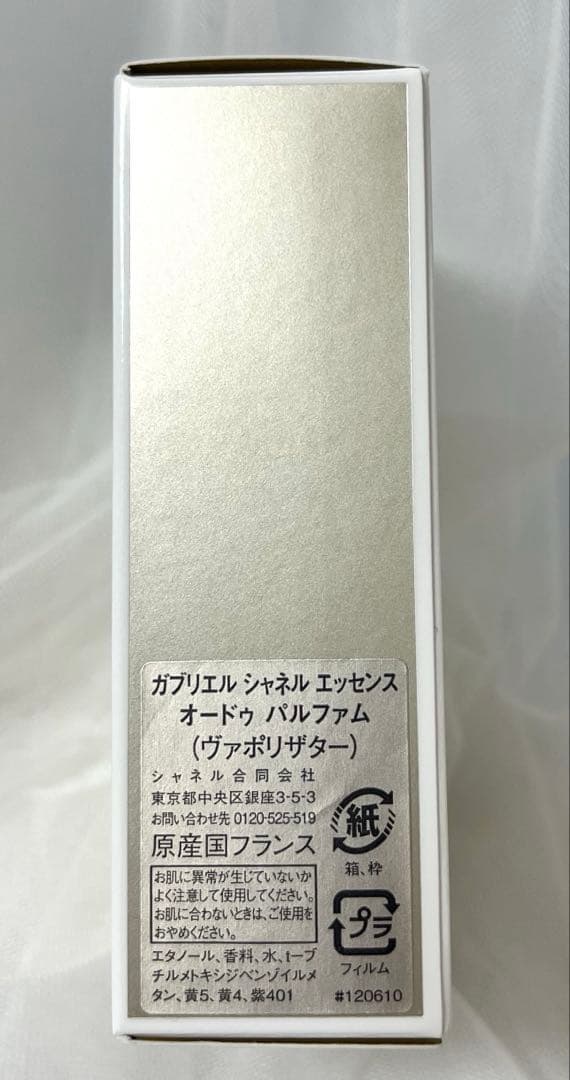 ガブリエル シャネル エッセンス
オードゥ パルファム
(ヴァポリザター)
シャネル合同会社
東京都中央区銀座3-5-3
お問い合わせ先 0120-525-519
原産国フランス
お肌に異常が生じていないか
よく注意して使用してください。
お肌に合わないときは、ご使用を
おやめください。
エタノール、香料、水、t-ブ
チルメトキシジベンゾイルメ
タン、黄5、黄4、紫401
紙
箱、枠
プラ
フィルム
#120610